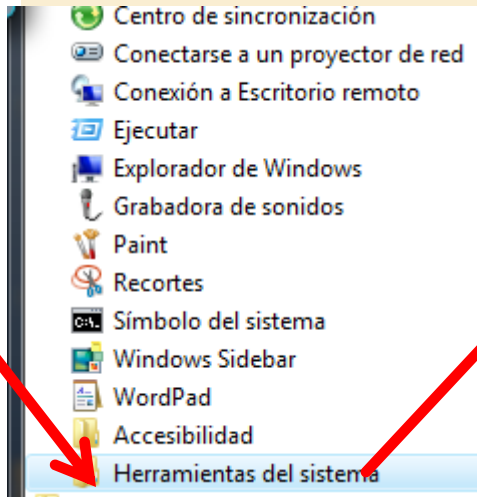 Centro de sincronización
Conectarse a un proyector de red
Conexión a Escritorio remoto
Ejecutar
Explorador de Windows
Grabadora de sonidos
Paint
Recortes
Símbolo del sistema
Windows Sidebar
WordPad
Accesibilidad
Herramientas del sistema